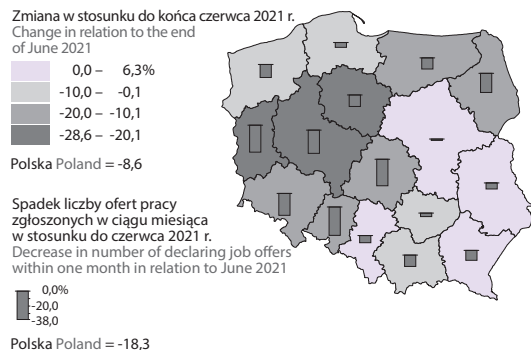 Zmiana w stosunku do końca czerwca 2021 r.
Change in relation to the end
of June 2021
0,0 – 6,3%
-10,0 – -0,1
-20,0 – -10,1
-28,6 – -20,1
Polska Poland = -8,6
Spadek liczby ofert pracy
zgłoszonych w ciągu miesiąca
w stosunku do czerwca 2021 r.
Decrease in number of declaring job offers
within one month in relation to June 2021
0,0%
-20,0
-38,0
Polska Poland = -18,3